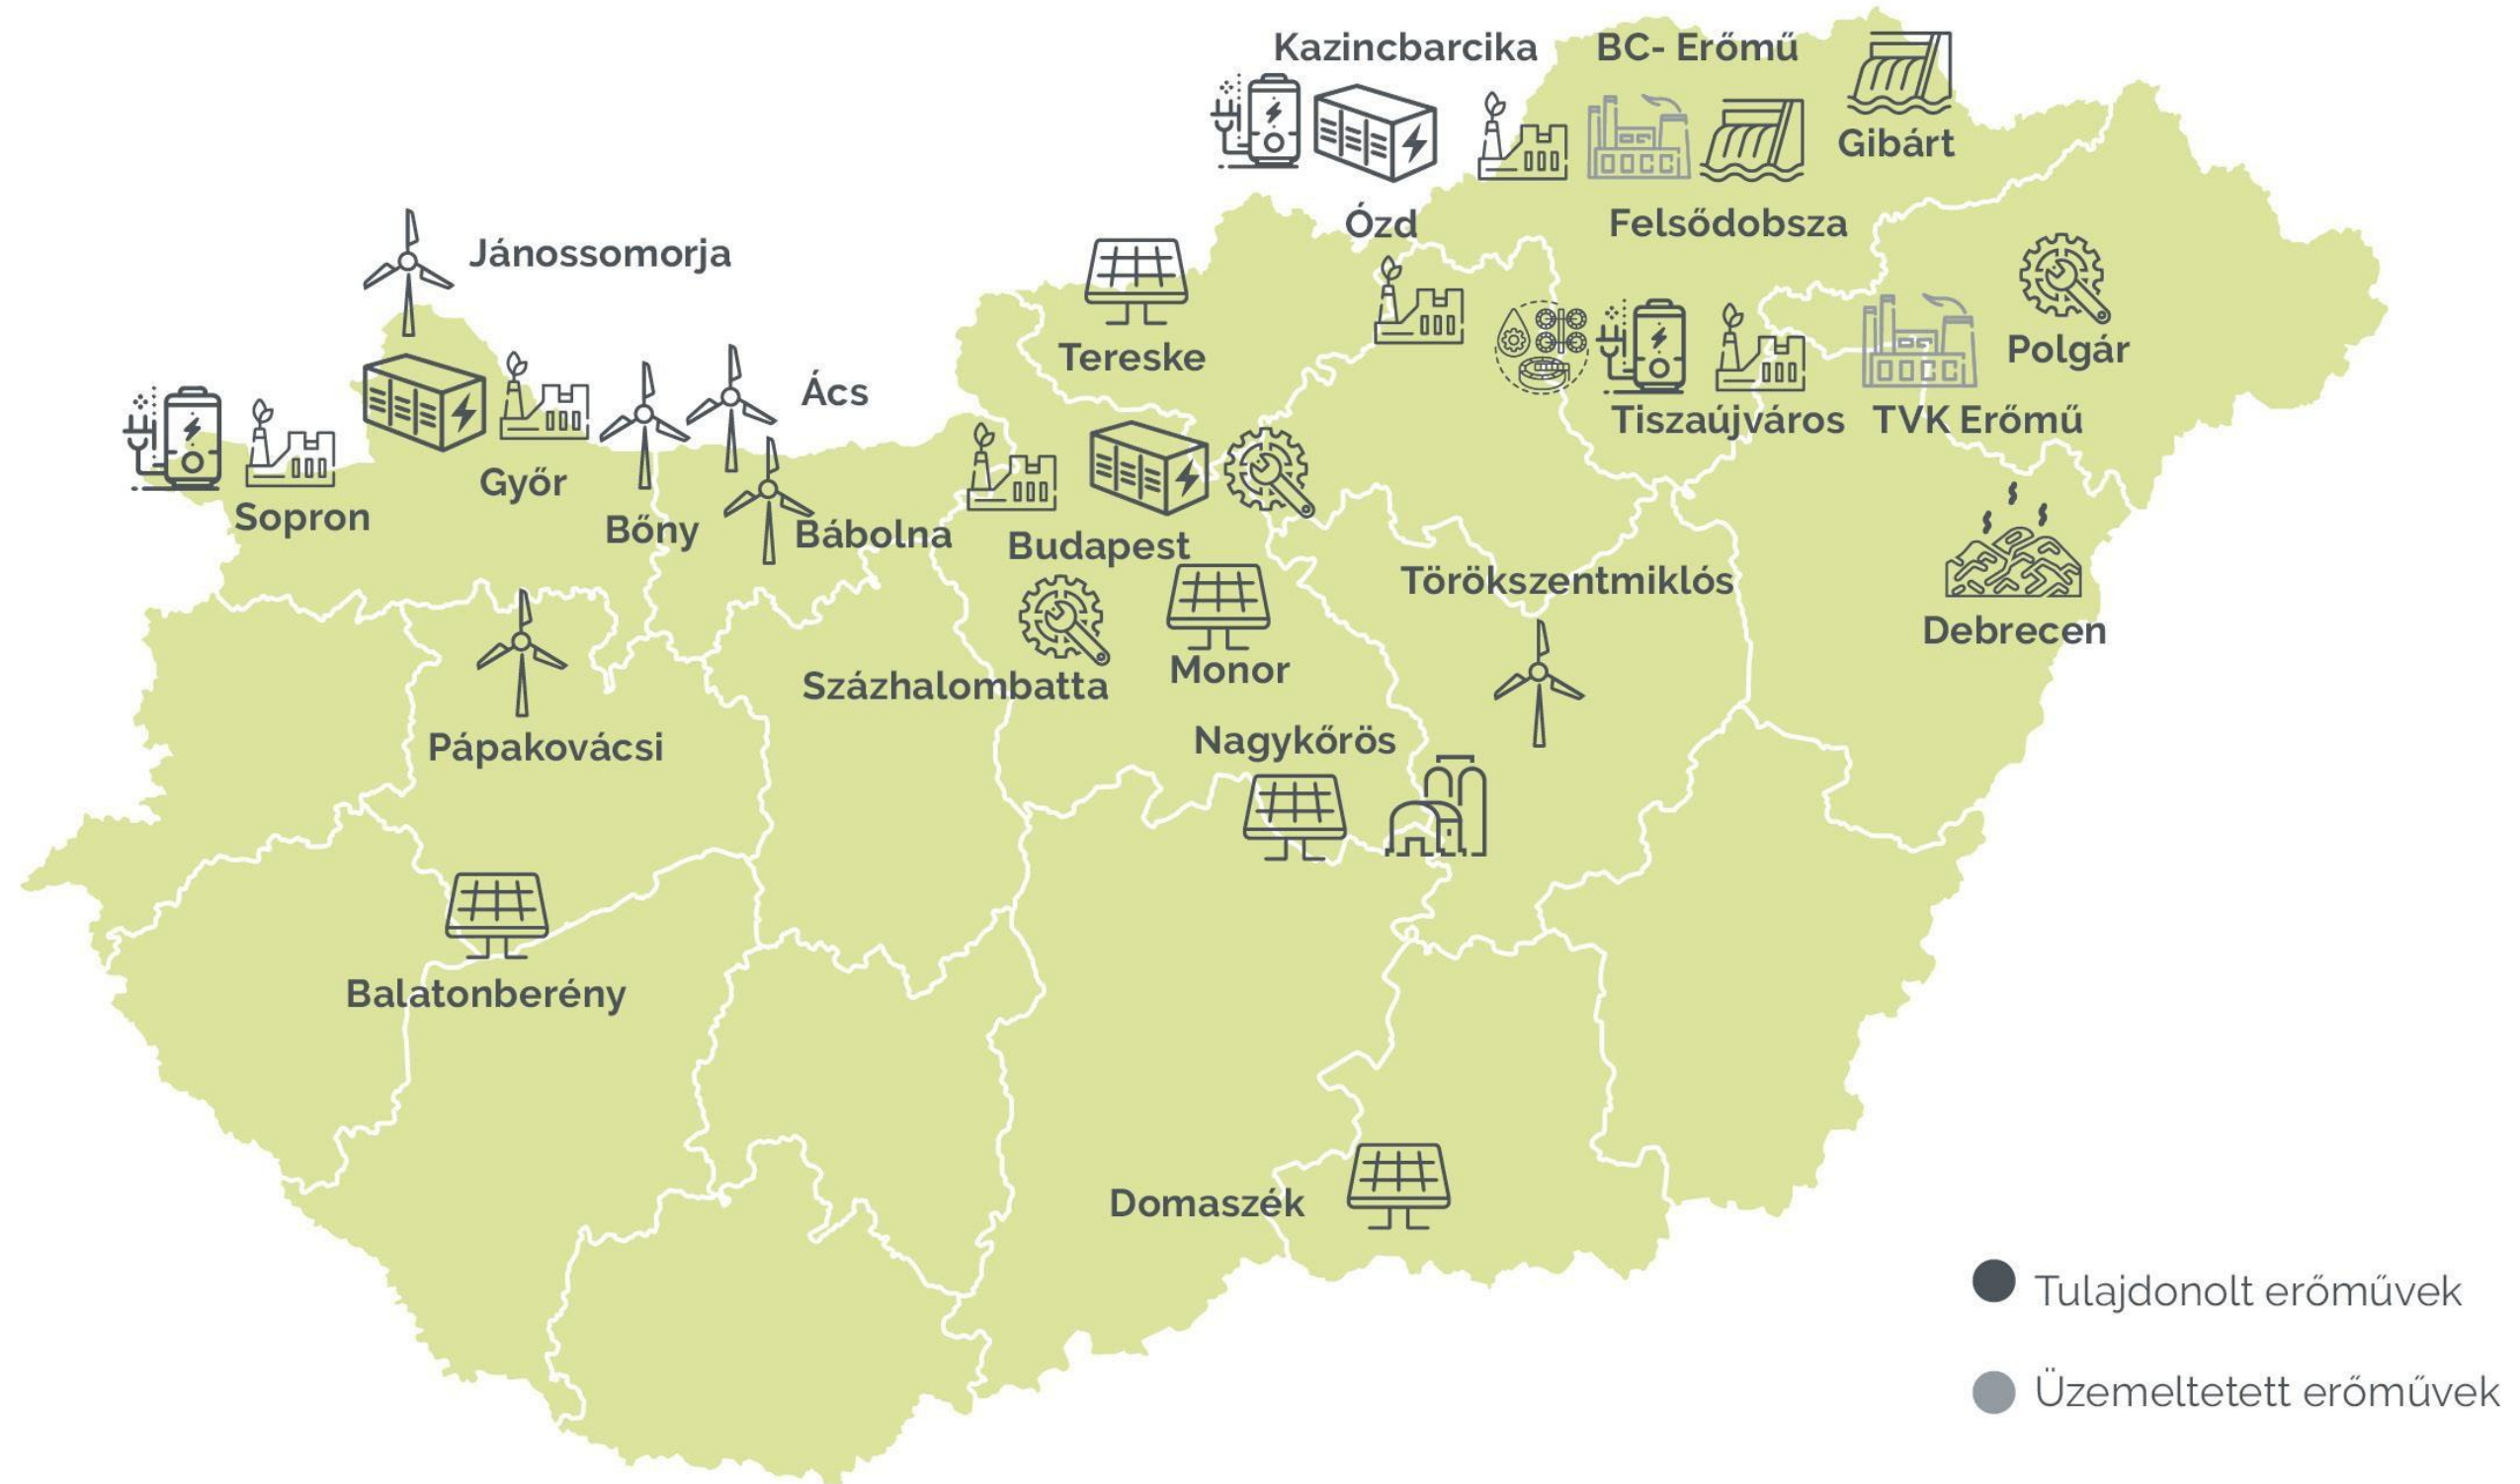 Kazincbarcika
BC- Erőmű
Gibárt
Ózd
Felsődobsza
Jánossomorja
Tereske
Polgár
Ács
Tiszaújváros
TVK Erőmű
Győr
Sopron
Bőny
Bábolna
Budapest
Törökszentmiklós
Debrecen
Monor
Százhalombatta
Nagykőrös
Pápakovácsi
Balatonberény
Domaszék
Tulajdonolt erőművek
Üzemeltetett erőművek